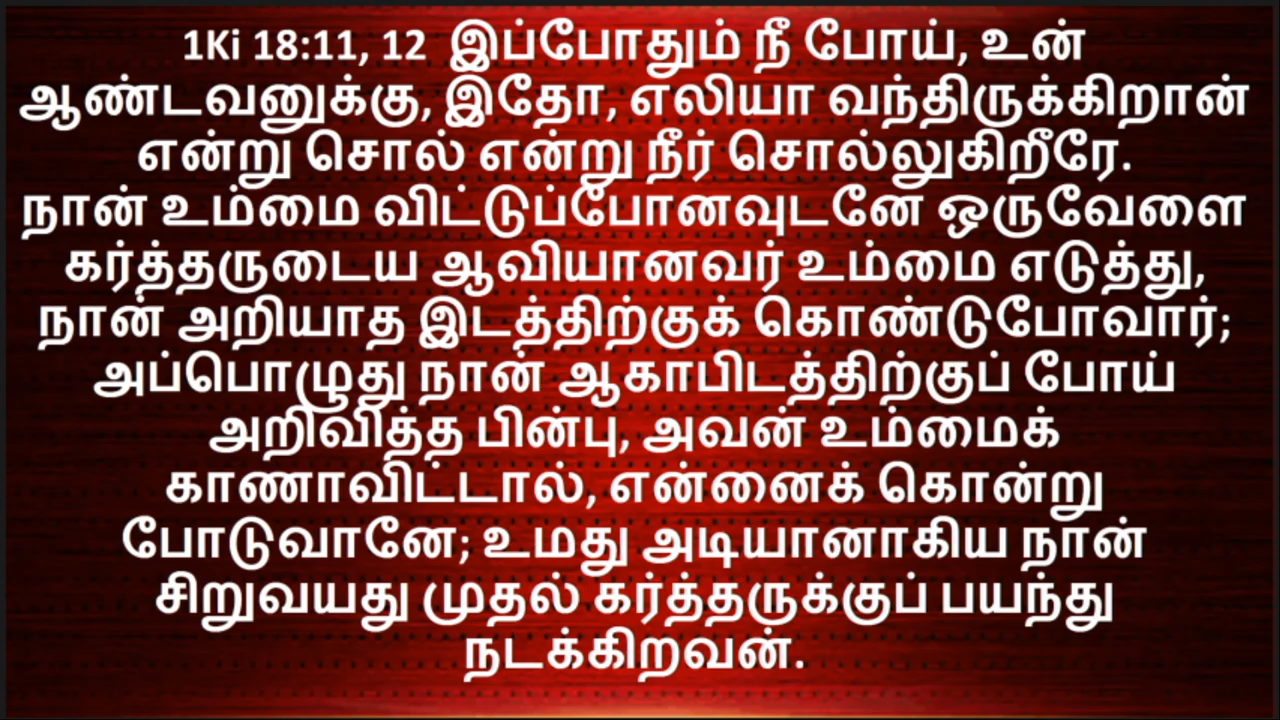 1Ki 18:11, 12 இப்போதும் நீ போய், உன்
ஆண்டவனுக்கு, இதோ, எலியா வந்திருக்கிறான்
என்று சொல் என்று நீர் சொல்லுகிறீரே.
நான் உம்மை விட்டுப்போனவுடனே ஒருவேளை
கர்த்தருடைய ஆவியானவர் உம்மை எடுத்து,
நான் அறியாத இடத்திற்குக் கொண்டுபோவார்;
அப்பொழுது நான் ஆகாபிடத்திற்குப் போய்
அறிவித்த பின்பு, அவன் உம்மைக்
காணாவிட்டால், என்னைக் கொன்று
போடுவானே; உமது அடியானாகிய நான்
சிறுவயது முதல் கர்த்தருக்குப் பயந்து
நடக்கிறவன்.